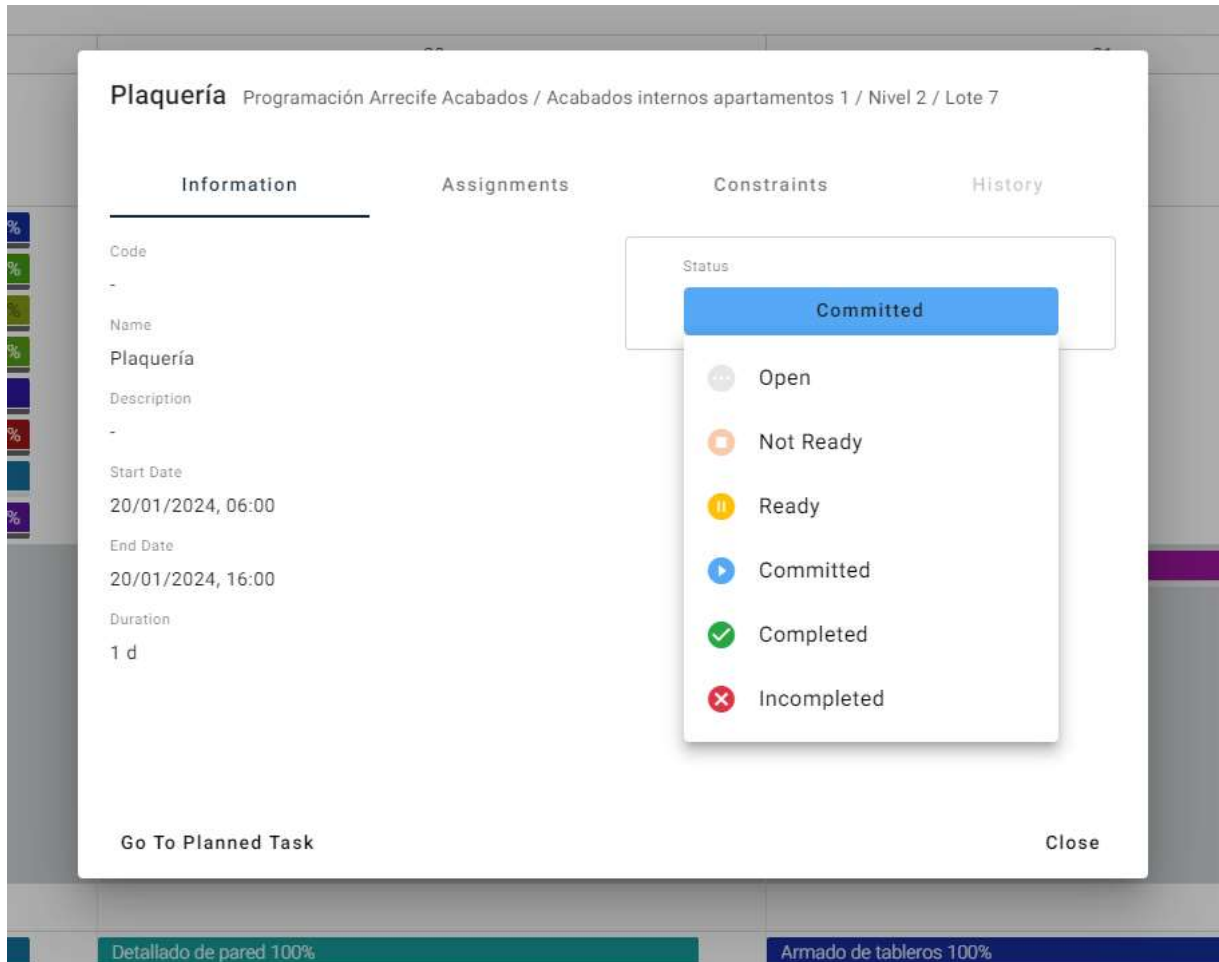 Plaquería Programación Arrecife Acabados / Acabados internos apartamentos 1 / Nivel 2 / Lote 7
Information Assignments Constraints History
Code
-
Name
Plaquería
Description
-
Start Date
20/01/2024, 06:00
End Date
20/01/2024, 16:00
Duration
1 d
Status
Committed
Open
Not Ready
Ready
Committed
Completed
Incompleted
Go To Planned Task
Close
%
%
%
%
%
%
Detallado de pared 100%
Armado de tableros 100%